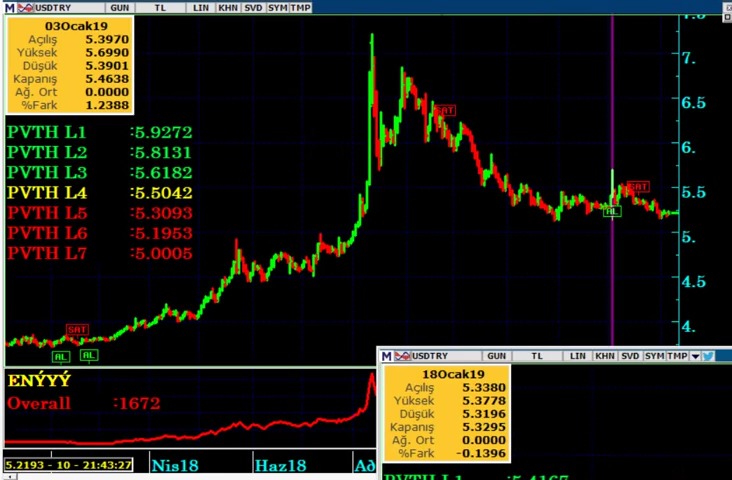 M USDTRY GUN TL LIN KHN SVD SYM TMP
03Ocak19
Açılış 5.3970
Yüksek 5.6990
Düşük 5.3901
Kapanış 5.4638
Ağ. Ort 0.0000
%Fark 1.2388
PVTH L1 :5.9272
PVTH L2 :5.8131
PVTH L3 :5.6182
PVTH L4 :5.5042
PVTH L5 :5.3093
PVTH L6 :5.1953
PVTH L7 :5.0005
7.
6.5
6.
5.5
5.
4.5
4.
SAT
SAT
AL
SAT
AL
AL
ENÝYÝ
Overall :1672
5.2193 - 10 - 21:43:27
Nis18
Haz18
Ağ
M USDTRY GUN TL LIN KHN SVD SYM TMP
18Ocak19
Açılış 5.3380
Yüksek 5.3778
Düşük 5.3196
Kapanış 5.3295
Ağ. Ort 0.0000
%Fark -0.1396